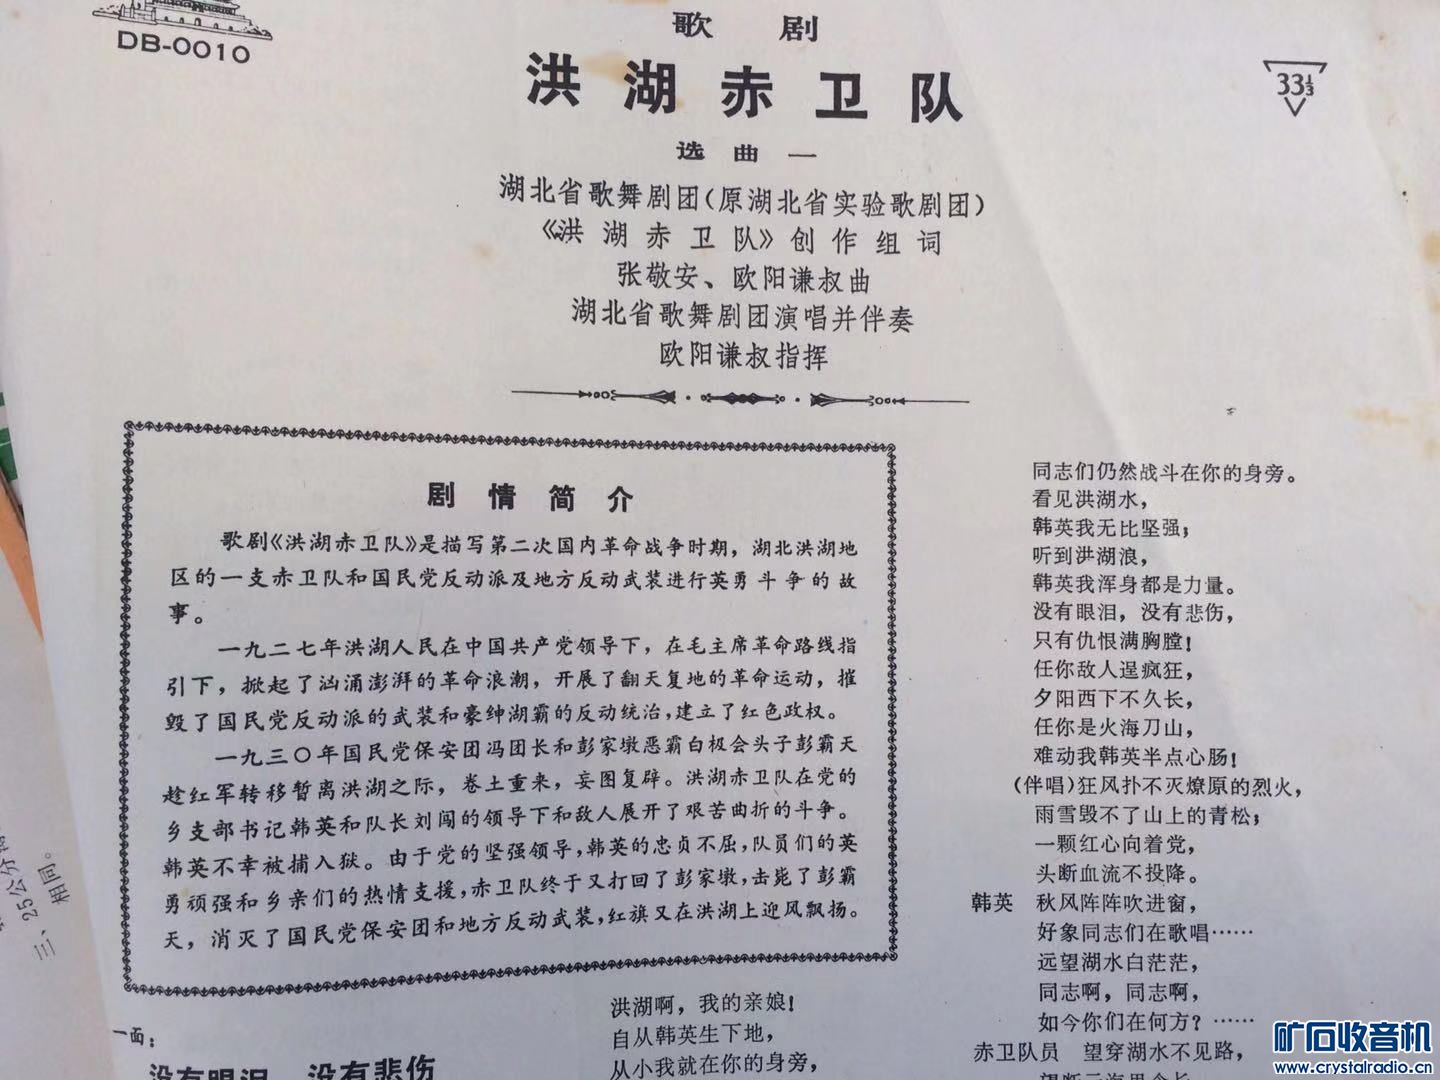 DB-0010
歌 剧
洪湖赤卫队
33⅓
选曲一
湖北省歌舞剧团(原湖北省实验歌剧团)
《洪湖赤卫队》创作组词
张敬安、欧阳谦叔曲
湖北省歌舞剧团演唱并伴奏
欧阳谦叔指挥
剧情简介
歌剧《洪湖赤卫队》是描写第二次国内革命战争时期，湖北洪湖地
区的一支赤卫队和国民党反动派及地方反动武装进行英勇斗争的故
事。
一九二七年洪湖人民在中国共产党领导下，在毛主席革命路线指
引下，掀起了汹涌澎湃的革命浪潮，开展了翻天复地的革命运动，摧
毁了国民党反动派的武装和豪绅湖霸的反动统治，建立了红色政权。
一九三〇年国民党保安团冯团长和彭家墩恶霸白极会头子彭霸天
趁红军转移暂离洪湖之际，卷土重来，妄图复辟。洪湖赤卫队在党的
乡支部书记韩英和队长刘闯的领导下和敌人展开了艰苦曲折的斗争。
韩英不幸被捕入狱。由于党的坚强领导，韩英的忠贞不屈，队员们的英
勇顽强和乡亲们的热情支援，赤卫队终于又打回了彭家墩，击毙了彭霸
天，消灭了国民党保安团和地方反动武装，红旗又在洪湖上迎风飘扬。
一面：
没有眼泪 没有悲伤
洪湖啊，我的亲娘！
自从韩英生下地，
从小我就在你的身旁，
同志们仍然战斗在你的身旁。
看见洪湖水，
韩英我无比坚强；
听到洪湖浪，
韩英我浑身都是力量。
没有眼泪，没有悲伤，
只有仇恨满胸膛！
任你敌人逞疯狂，
夕阳西下不久长，
任你是火海刀山，
难动我韩英半点心肠！
(伴唱)狂风扑不灭燎原的烈火，
雨雪毁不了山上的青松；
一颗红心向着党，
头断血流不投降。
韩英 秋风阵阵吹进窗，
好象同志们在歌唱……
远望湖水白茫茫，
同志啊，同志啊，
如今你们在何方？……
赤卫队员 望穿湖水不见路，
三、25公分
相同。
矿石收音机
www.crystalradio.cn